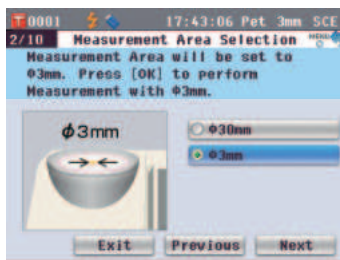 T 0001 17:43:06 Pet 3mm SCE
2/10 Measurement Area Selection MENU
Measurement Area will be set to
Φ3mm. Press [OK] to perform
Measurement with Φ3mm.
ϕ3mm
Φ30mm
Φ3mm
Exit Previous Next